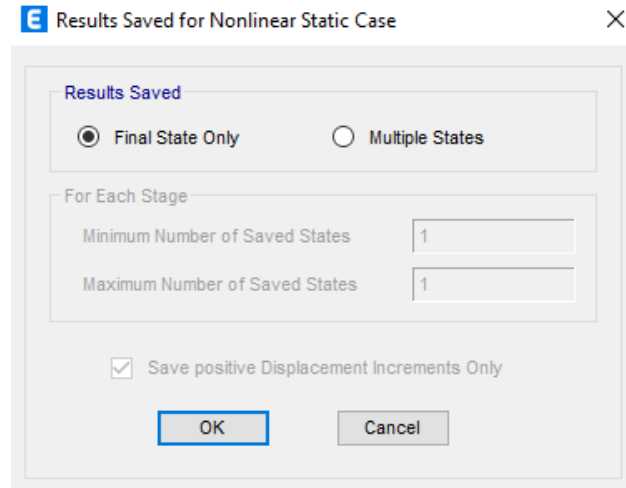 E Results Saved for Nonlinear Static Case
Results Saved
Final State Only Multiple States
For Each Stage
Minimum Number of Saved States 1
Maximum Number of Saved States 1
Save positive Displacement Increments Only
OK Cancel